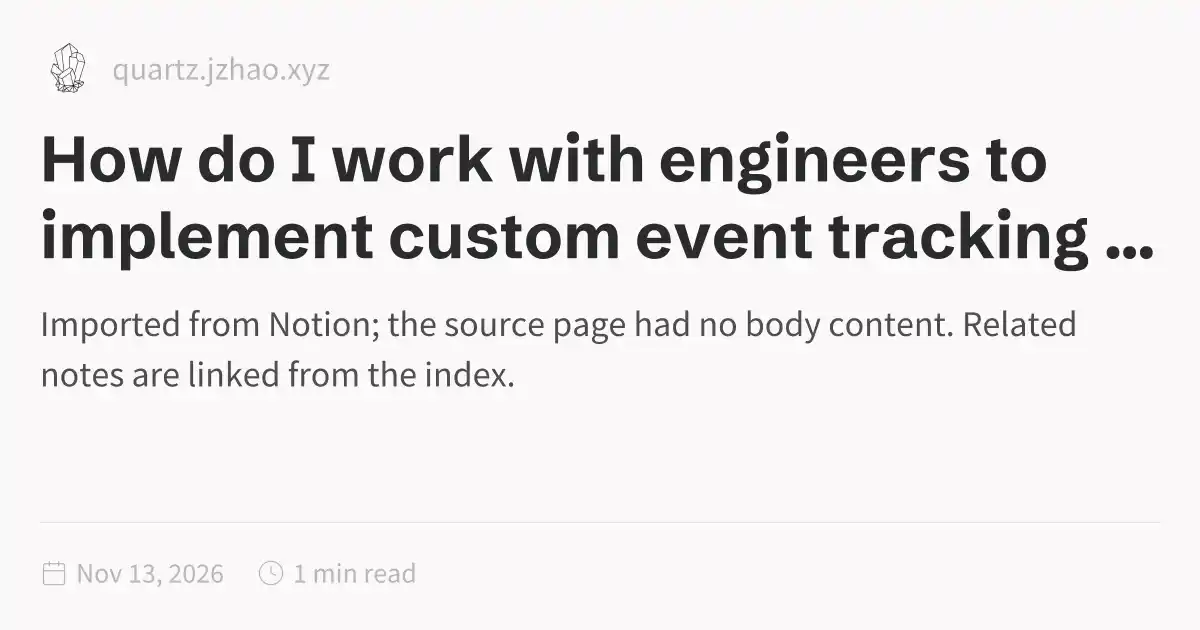 quartz.jzhao.xyz
How do I work with engineers to
implement custom event tracking ...
Imported from Notion; the source page had no body content. Related
notes are linked from the index.
Nov 13, 2026 1 min read